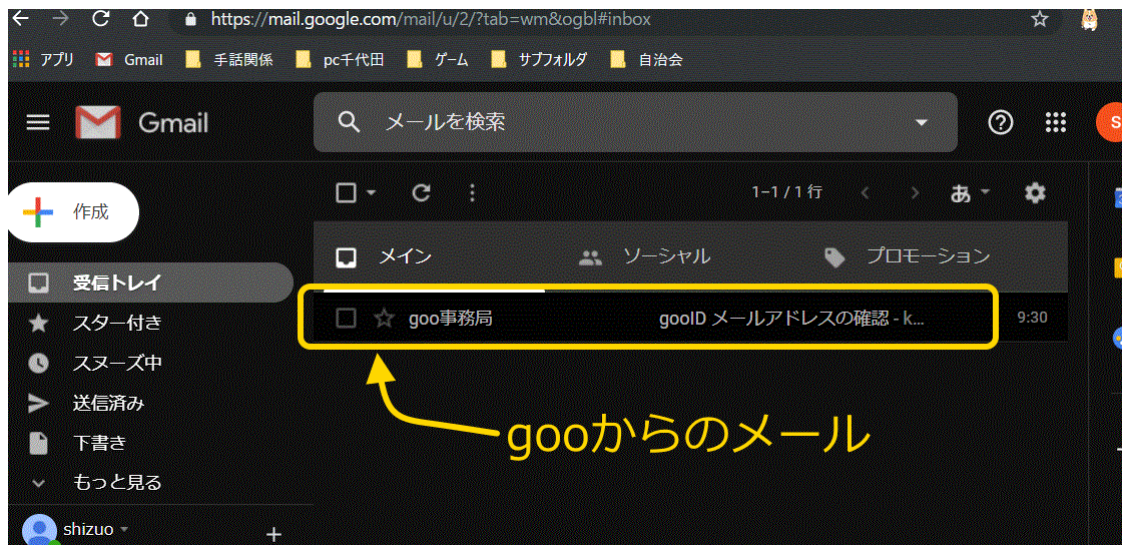 https://mail.google.com/mail/u/2/?tab=wm&ogbl#inbox
アプリ Gmail 手話関係 pc千代田 ゲーム サブフォルダ 自治会
Gmail メールを検索 S
作成 1-1 / 1 行 あ
メイン ソーシャル プロモーション
受信トレイ
goo事務局 gooID メールアドレスの確認 - k... 9:30
スター付き
スヌーズ中
送信済み
gooからのメール
下書き
もっと見る
shizuo